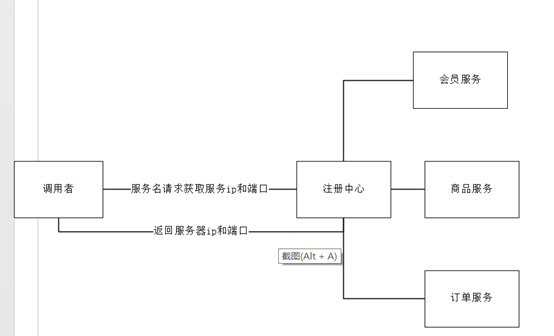 会员服务
调用者
服务名请求获取服务ip和端口
注册中心
商品服务
返回服务器ip和端口
截图(Alt + A)
订单服务